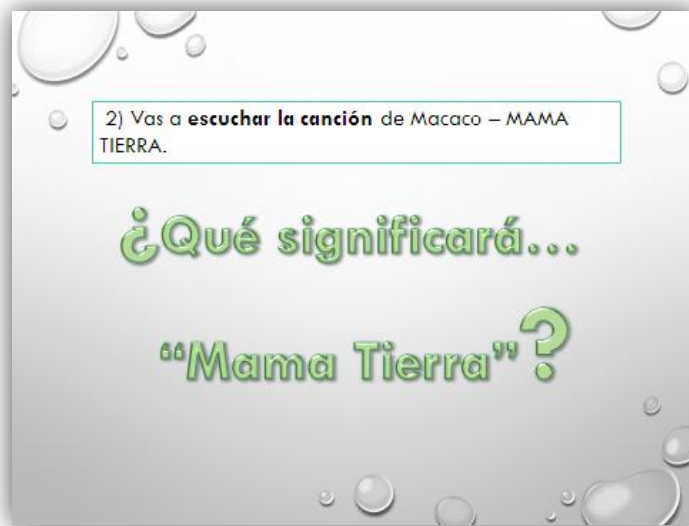 2) Vas a escuchar la canción de Macaco – MAMA
TIERRA.
¿Qué significará...
“Mama Tierra”?